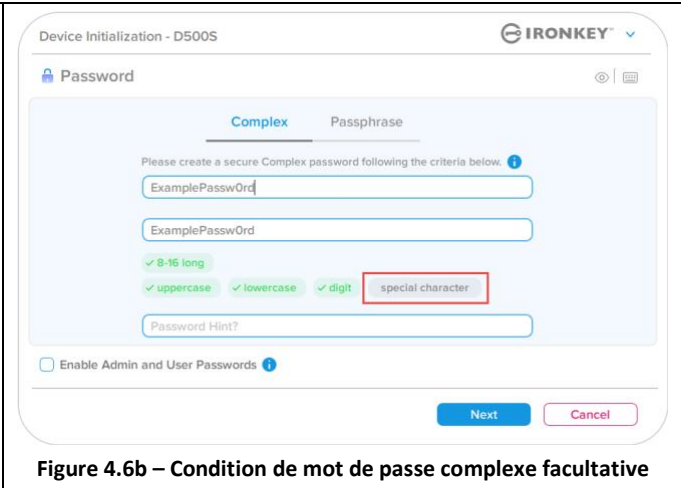 Device Initialization - D500S IRONKEY™
Password
Complex Passphrase
Please create a secure Complex password following the criteria below. i
ExamplePassw0rd
ExamplePassw0rd
✓ 8-16 long
✓ uppercase ✓ lowercase ✓ digit special character
Password Hint?
Enable Admin and User Passwords i
Next Cancel
Figure 4.6b – Condition de mot de passe complexe facultative